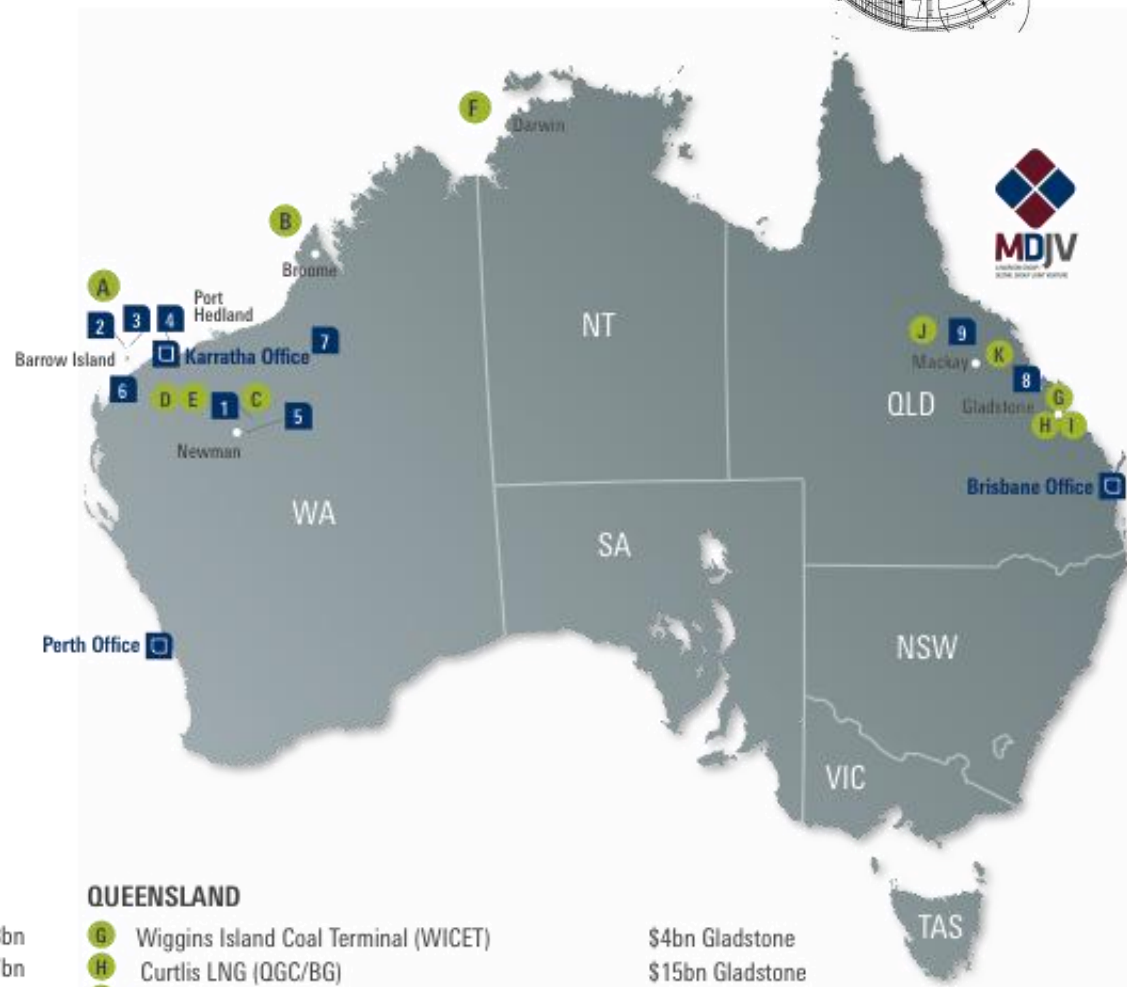 F
Darwin
MDJV
B
Broome
A
Port
Hedland
2
3
4
Barrow Island
Karratha Office
7
6
D
E
1
C
5
Newman
NT
J
9
Mackay
K
8
QLD
Gladstone
G
H
I
Brisbane Office
WA
SA
Perth Office
NSW
VIC
TAS
QUEENSLAND
bn
G Wiggins Island Coal Terminal (WICET) $4bn Gladstone
bn
H Curtlis LNG (QGC/BG) $15bn Gladstone